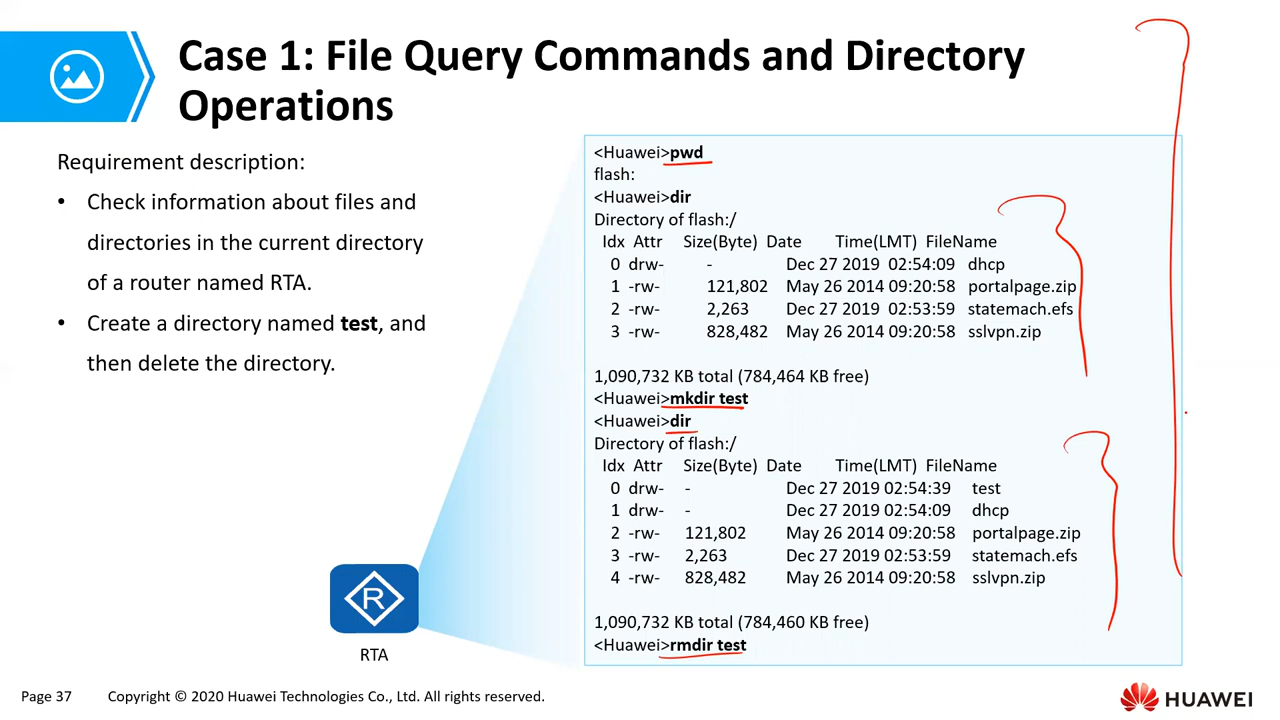 Case 1: File Query Commands and Directory
Operations
Requirement description:
• Check information about files and
directories in the current directory
of a router named RTA.
• Create a directory named test, and
then delete the directory.
<Huawei>pwd
flash:
<Huawei>dir
Directory of flash:/
Idx Attr Size(Byte) Date Time(LMT) FileName
0 drw- - Dec 27 2019 02:54:09 dhcp
1 -rw- 121,802 May 26 2014 09:20:58 portalpage.zip
2 -rw- 2,263 Dec 27 2019 02:53:59 statemach.efs
3 -rw- 828,482 May 26 2014 09:20:58 sslvpn.zip
1,090,732 KB total (784,464 KB free)
<Huawei>mkdir test
<Huawei>dir
Directory of flash:/
Idx Attr Size(Byte) Date Time(LMT) FileName
0 drw- - Dec 27 2019 02:54:39 test
1 drw- - Dec 27 2019 02:54:09 dhcp
2 -rw- 121,802 May 26 2014 09:20:58 portalpage.zip
3 -rw- 2,263 Dec 27 2019 02:53:59 statemach.efs
4 -rw- 828,482 May 26 2014 09:20:58 sslvpn.zip
1,090,732 KB total (784,460 KB free)
<Huawei>rmdir test
R
RTA
Page 37 Copyright © 2020 Huawei Technologies Co., Ltd. All rights reserved.
HUAWEI